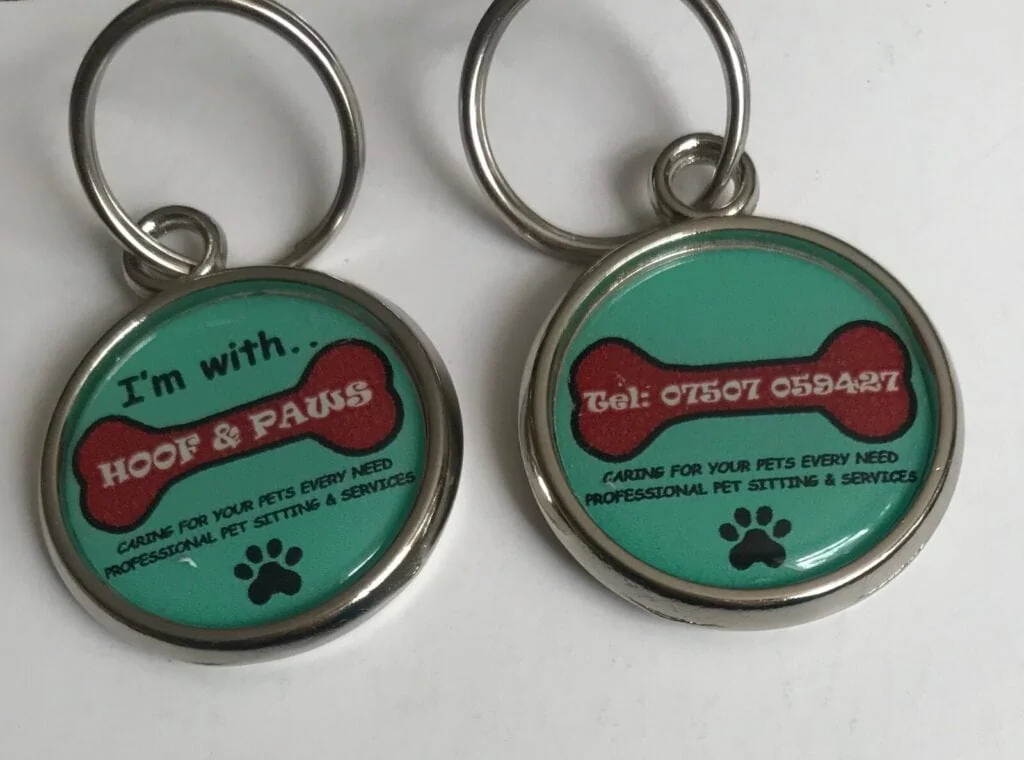 I'm with..
HOOF & PAWS
CARING FOR YOUR PETS EVERY NEED
PROFESSIONAL PET SITTING & SERVICES
Tel: 07507 059427
CARING FOR YOUR PETS EVERY NEED
PROFESSIONAL PET SITTING & SERVICES